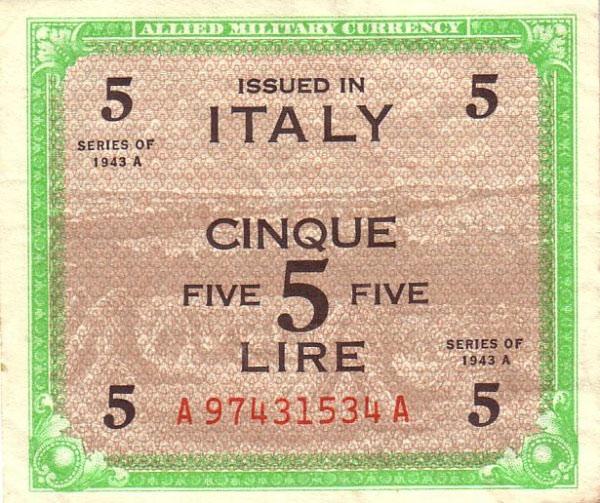 ALLIED MILITARY CURRENCY
5 ISSUED IN 5
ITALY
SERIES OF
1943 A
CINQUE
FIVE 5 FIVE
LIRE
SERIES OF
1943 A
5 A97431534A 5